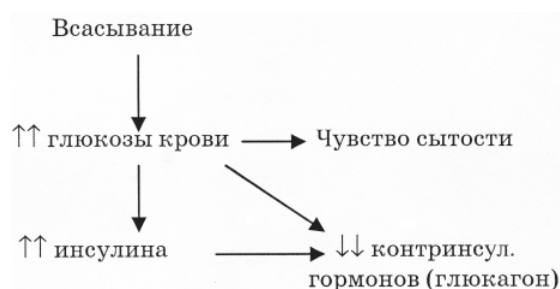 Всасывание
↑↑ глюкозы крови → Чувство сытости
↑↑ инсулина → ↓↓ контринсул.
гормонов (глюкагон)